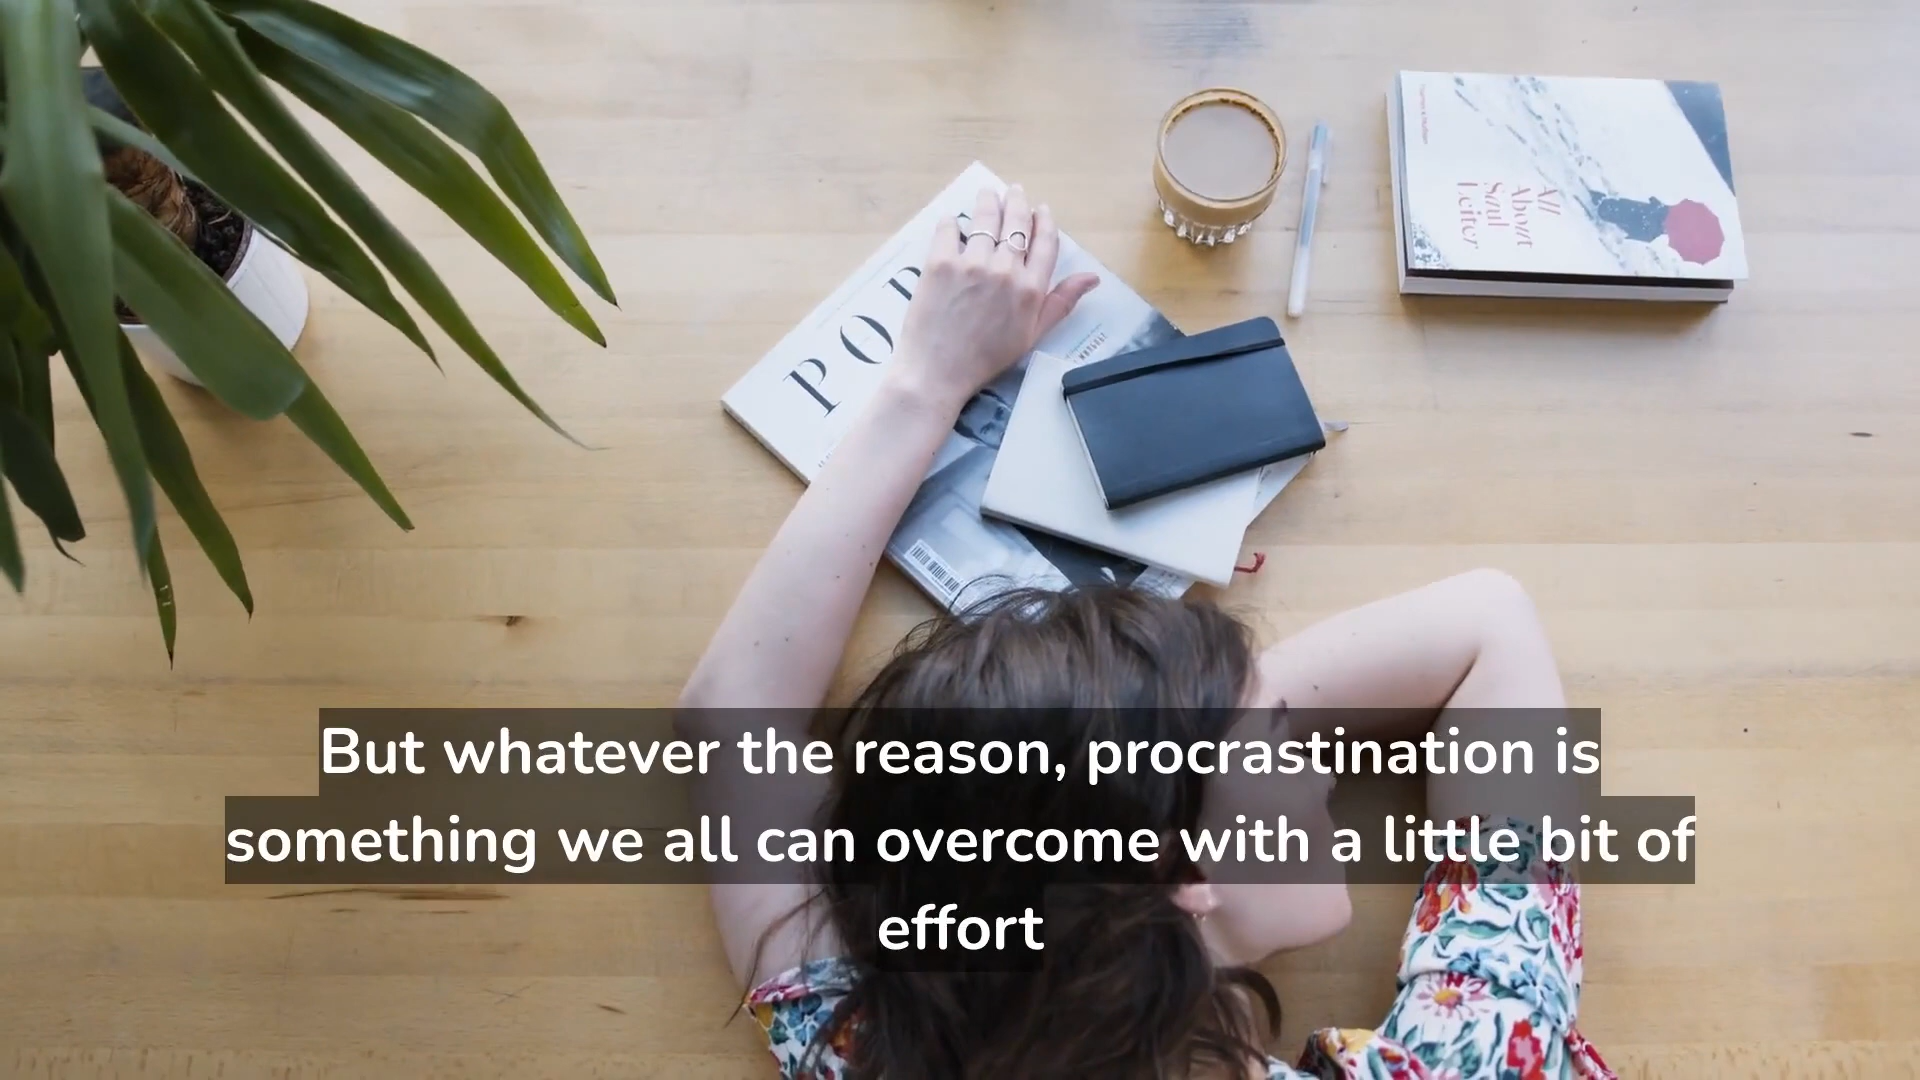 All
About
Saul
Leiter
POP
But whatever the reason, procrastination is
something we all can overcome with a little bit of
effort